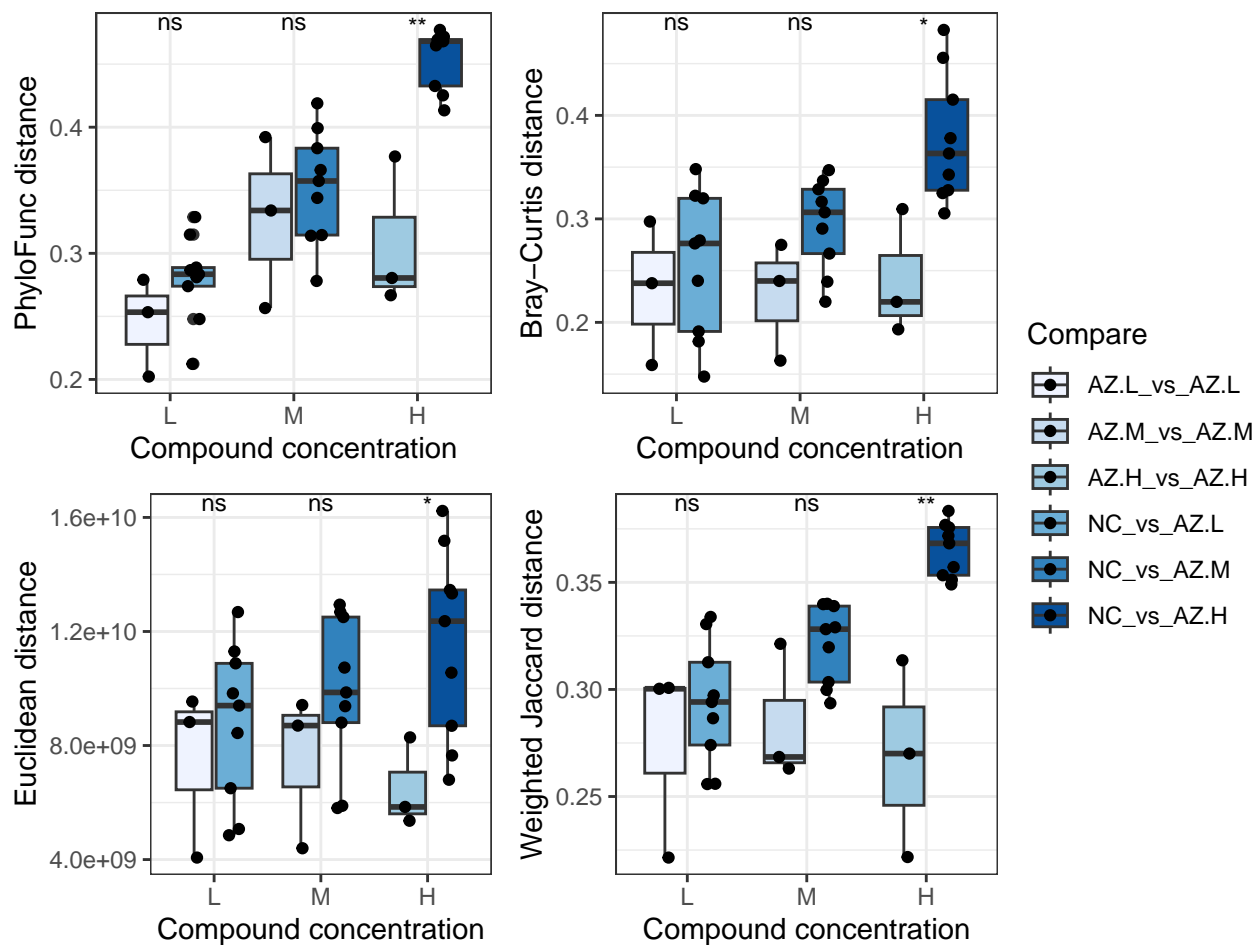 ns ns **
PhyloFunc distance
0.4
0.3
0.2
L M H
Compound concentration
ns ns *
Bray−Curtis distance
0.4
0.3
0.2
L M H
Compound concentration
ns ns *
Euclidean distance
1.6e+10
1.2e+10
8.0e+09
4.0e+09
L M H
Compound concentration
ns ns **
Weighted Jaccard distance
0.35
0.30
0.25
L M H
Compound concentration
Compare
AZ.L_vs_AZ.L
AZ.M_vs_AZ.M
AZ.H_vs_AZ.H
NC_vs_AZ.L
NC_vs_AZ.M
NC_vs_AZ.H